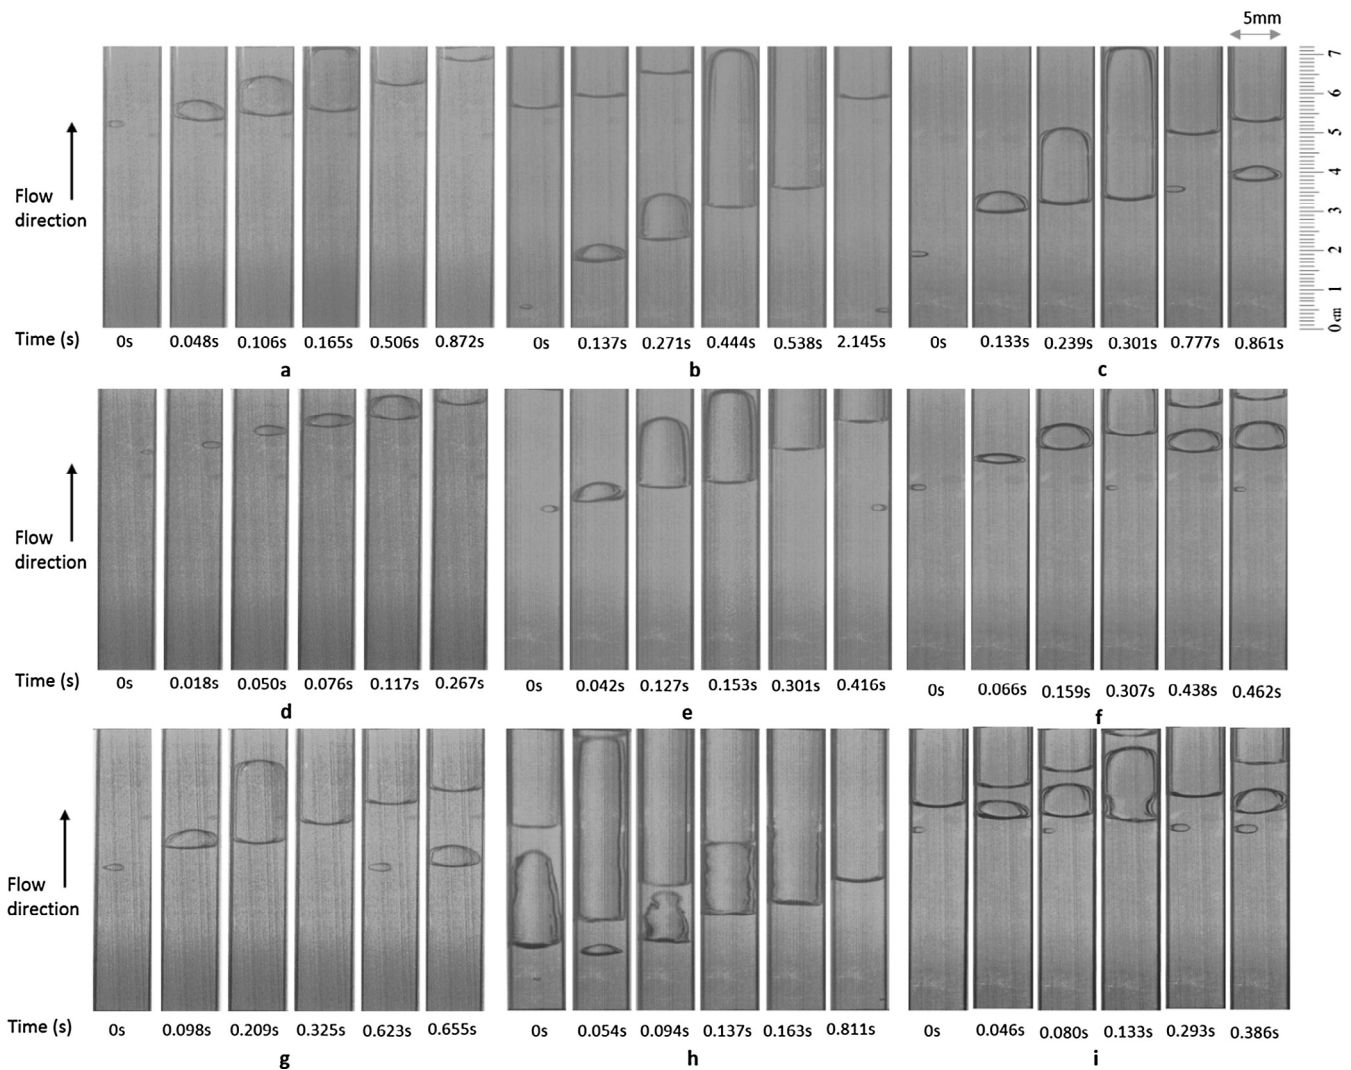 5mm
7
6
5
4
3
2
1
0 cm
Flow
direction
Time (s) 0s 0.048s 0.106s 0.165s 0.506s 0.872s 0s 0.137s 0.271s 0.444s 0.538s 2.145s 0s 0.133s 0.239s 0.301s 0.777s 0.861s
a b c
Flow
direction
Time (s) 0s 0.018s 0.050s 0.076s 0.117s 0.267s 0s 0.042s 0.127s 0.153s 0.301s 0.416s 0s 0.066s 0.159s 0.307s 0.438s 0.462s
d e f
Flow
direction
Time (s) 0s 0.098s 0.209s 0.325s 0.623s 0.655s 0s 0.054s 0.094s 0.137s 0.163s 0.811s 0s 0.046s 0.080s 0.133s 0.293s 0.386s
g h i